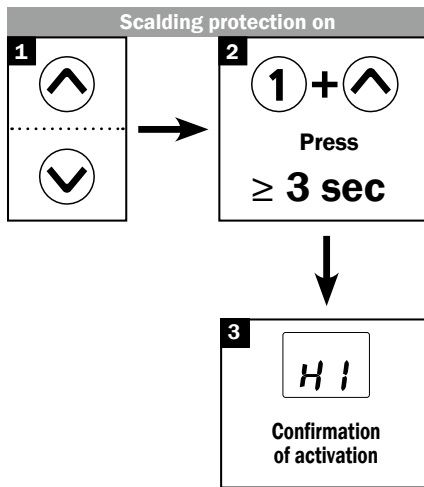 Scalding protection on
1
2
1 +
Press
≥ 3 sec
3
H1
Confirmation
of activation